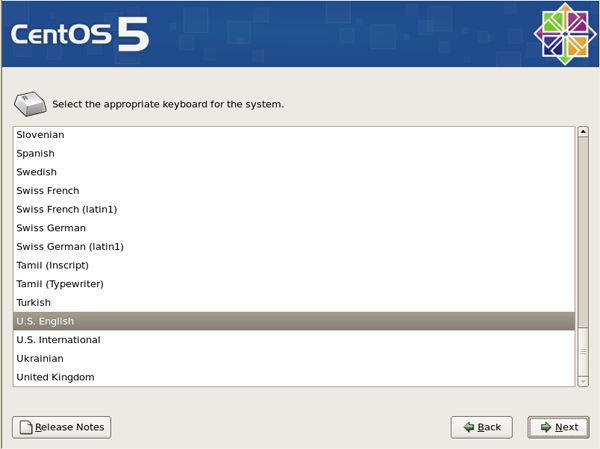 CentOS 5
Select the appropriate keyboard for the system.
Slovenian
Spanish
Swedish
Swiss French
Swiss French (latin1)
Swiss German
Swiss German (latin1)
Tamil (Inscript)
Tamil (Typewriter)
Turkish
U.S. English
U.S. International
Ukrainian
United Kingdom
Release Notes
Back
Next